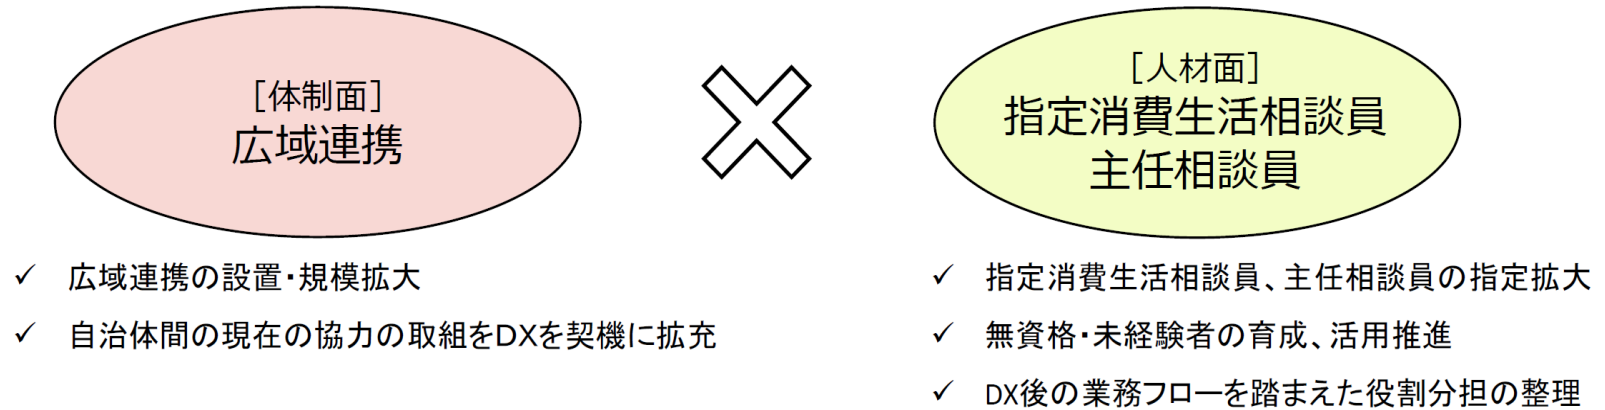 ［体制面］
広域連携
✓ 広域連携の設置・規模拡大
✓ 自治体間の現在の協力の取組をDXを契機に拡充
［人材面］
指定消費生活相談員
主任相談員
✓ 指定消費生活相談員、主任相談員の指定拡大
✓ 無資格・未経験者の育成、活用推進
✓ DX後の業務フローを踏まえた役割分担の整理